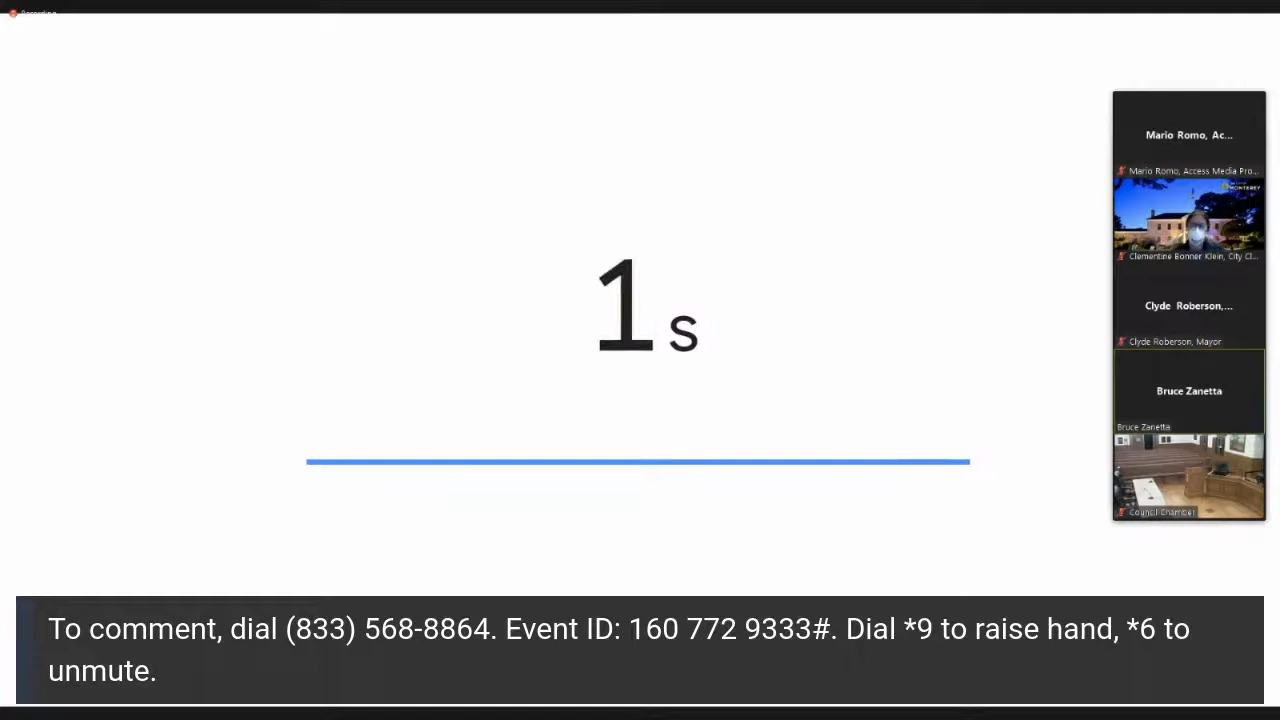 Recording
1 s
Mario Romo, Ac...
Mario Romo, Access Media Pro...
MONTEREY
Clementine Bonner Klein, City Cl...
Clyde Roberson,...
Clyde Roberson, Mayor
Bruce Zanetta
Bruce Zanetta
Council Chamber
To comment, dial (833) 568-8864. Event ID: 160 772 9333#. Dial *9 to raise hand, *6 to
unmute.